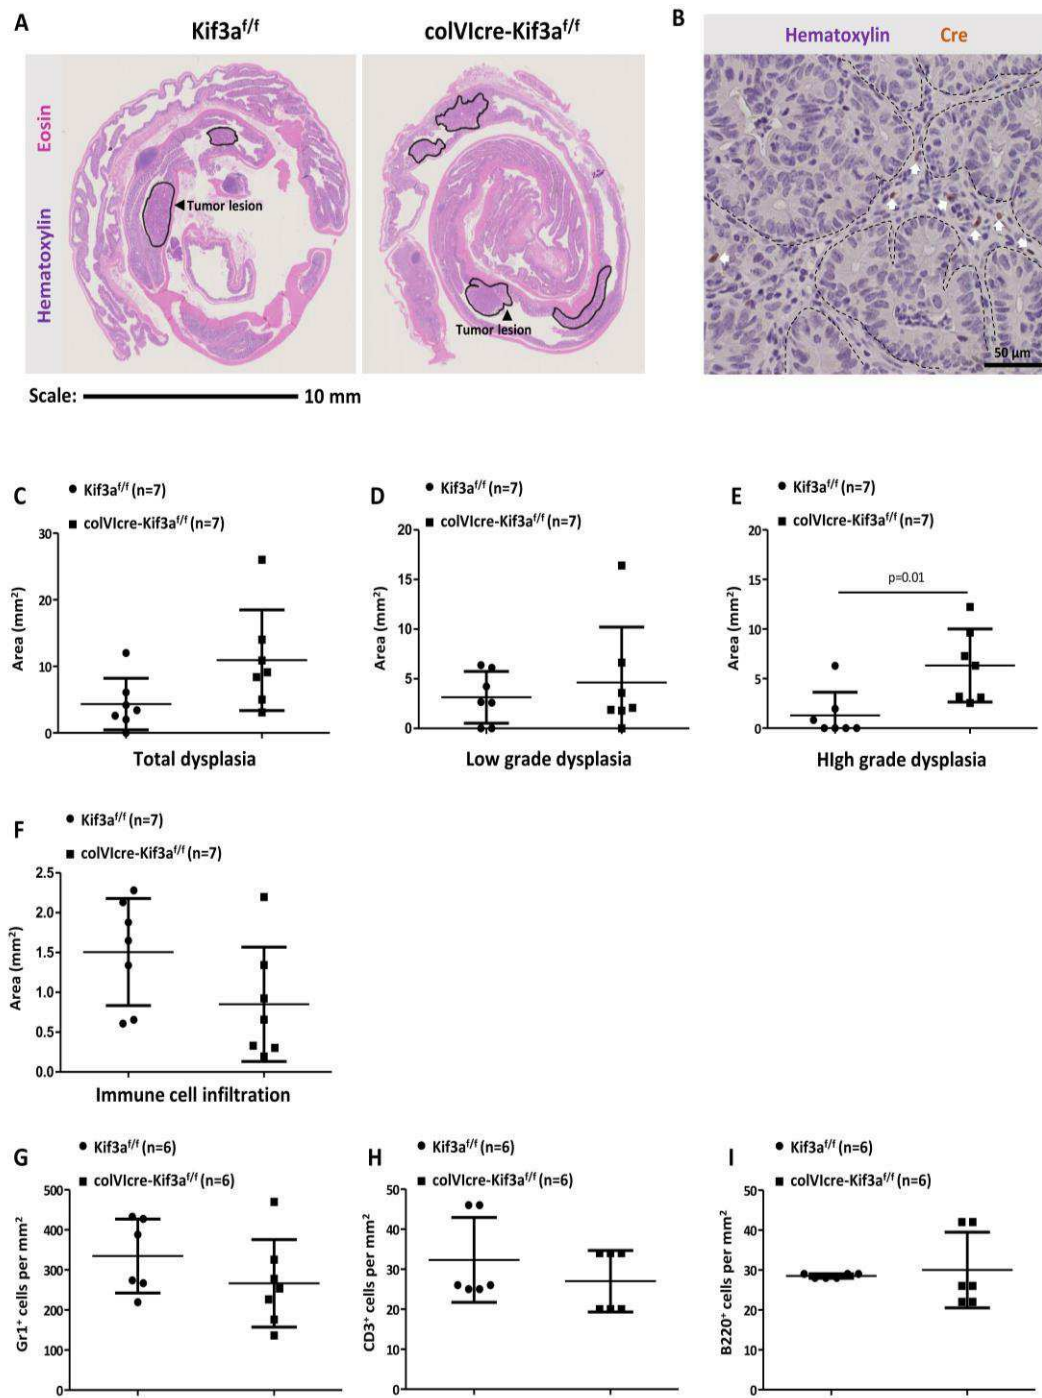 A
Kif3a^f/f
colVIcre-Kif3a^f/f
B
Hematoxylin Cre
Hematoxylin Eosin
Tumor lesion
Tumor lesion
50 µm
Scale: 10 mm
C
Kif3a^f/f (n=7)
colVIcre-Kif3a^f/f (n=7)
Area (mm²)
30
20
10
0
Total dysplasia
D
Kif3a^f/f (n=7)
colVIcre-Kif3a^f/f (n=7)
Area (mm²)
20
15
10
5
0
Low grade dysplasia
E
Kif3a^f/f (n=7)
colVIcre-Kif3a^f/f (n=7)
p=0.01
Area (mm²)
20
15
10
5
0
HIgh grade dysplasia
F
Kif3a^f/f (n=7)
colVIcre-Kif3a^f/f (n=7)
Area (mm²)
2.5
2.0
1.5
1.0
0.5
0.0
Immune cell infiltration
G
Kif3a^f/f (n=6)
colVIcre-Kif3a^f/f (n=6)
Gr1⁺ cells per mm²
500
400
300
200
100
0
H
Kif3a^f/f (n=6)
colVIcre-Kif3a^f/f (n=6)
CD3⁺ cells per mm²
50
40
30
20
10
0
I
Kif3a^f/f (n=6)
colVIcre-Kif3a^f/f (n=6)
B220⁺ cells per mm²
50
40
30
20
10
0